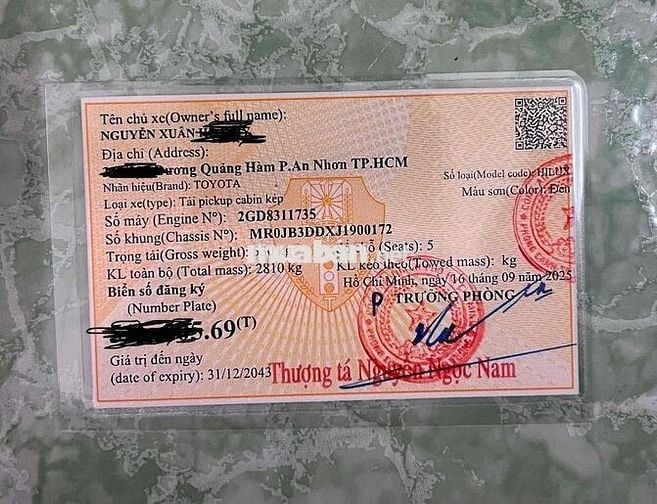 Tên chủ xe(Owner's full name):
NGUYỄN XUÂN
Địa chỉ (Address):
ương Quảng Hàm P.An Nhơn TP.HCM
Nhãn hiệu(Brand): TOYOTA
Số loại(Model code): HILUX
Loại xe(type): Tải pickup cabin kép
Màu sơn(Color): Đen
Số máy (Engine N°): 2GD8311735
Số khung(Chassis N°): MR0JB3DDXJ1900172
Trọng tải(Gross weight)
Số chỗ (Seats): 5
muaban
KL toàn bộ (Total mass): 2810 kg
KL kéo theo(Towed mass): kg
Hồ Chí Minh, ngày 16 tháng 09 năm 2025
Biển số đăng ký
P TRƯỞNG PHÒNG
(Number Plate)
5.69(T)
Giá trị đến ngày
(date of expiry): 31/12/2043
Thượng tá Nguyễn Ngọc Nam